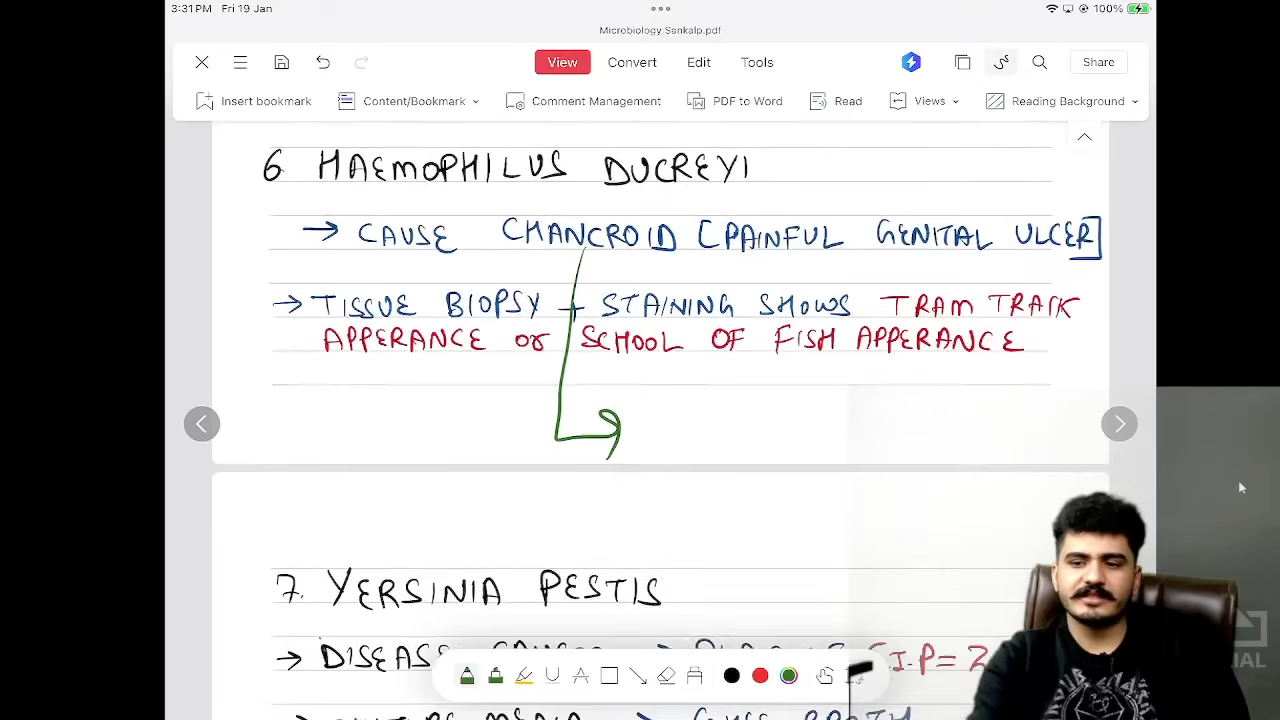 3:31 PM Fri 19 Jan
100%
Microbiology Sankalp.pdf
View Convert Edit Tools Share
Insert bookmark Content/Bookmark Comment Management PDF to Word Read Views Reading Background
6 HAEMOPHILUS DUCREYI
→ CAUSE CHANCROID [PAINFUL GENITAL ULCER]
→ TISSUE BIOPSY + STAINING SHOWS TRAM TRACK
APPERANCE OR SCHOOL OF FISH APPERANCE
7. YERSINIA PESTIS
→ DISEASE
I.P = 2